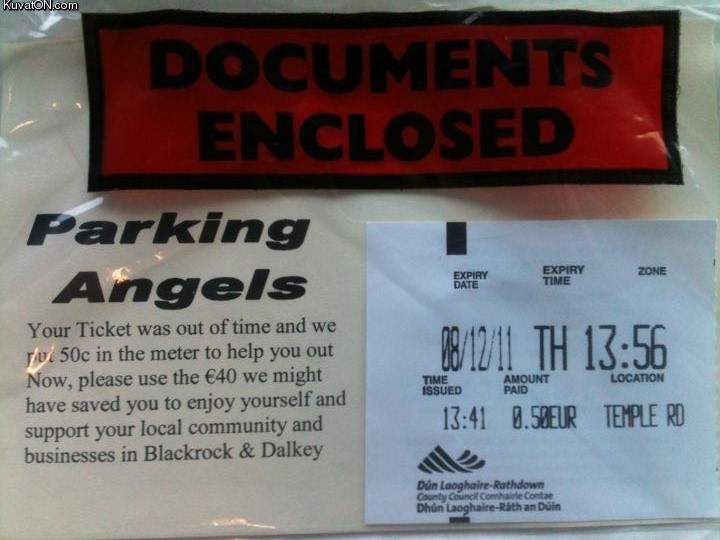 KuvatON.com
DOCUMENTS
ENCLOSED
Parking
Angels
Your Ticket was out of time and we
put 50c in the meter to help you out
Now, please use the €40 we might
have saved you to enjoy yourself and
support your local community and
businesses in Blackrock & Dalkey
EXPIRY DATE EXPIRY TIME ZONE
08/12/11 TH 13:56
TIME ISSUED AMOUNT PAID LOCATION
13:41 0.50EUR TEMPLE RD
Dún Laoghaire-Rathdown
County Council Comhairle Contae
Dhún Laoghaire-Ráth an Dúin